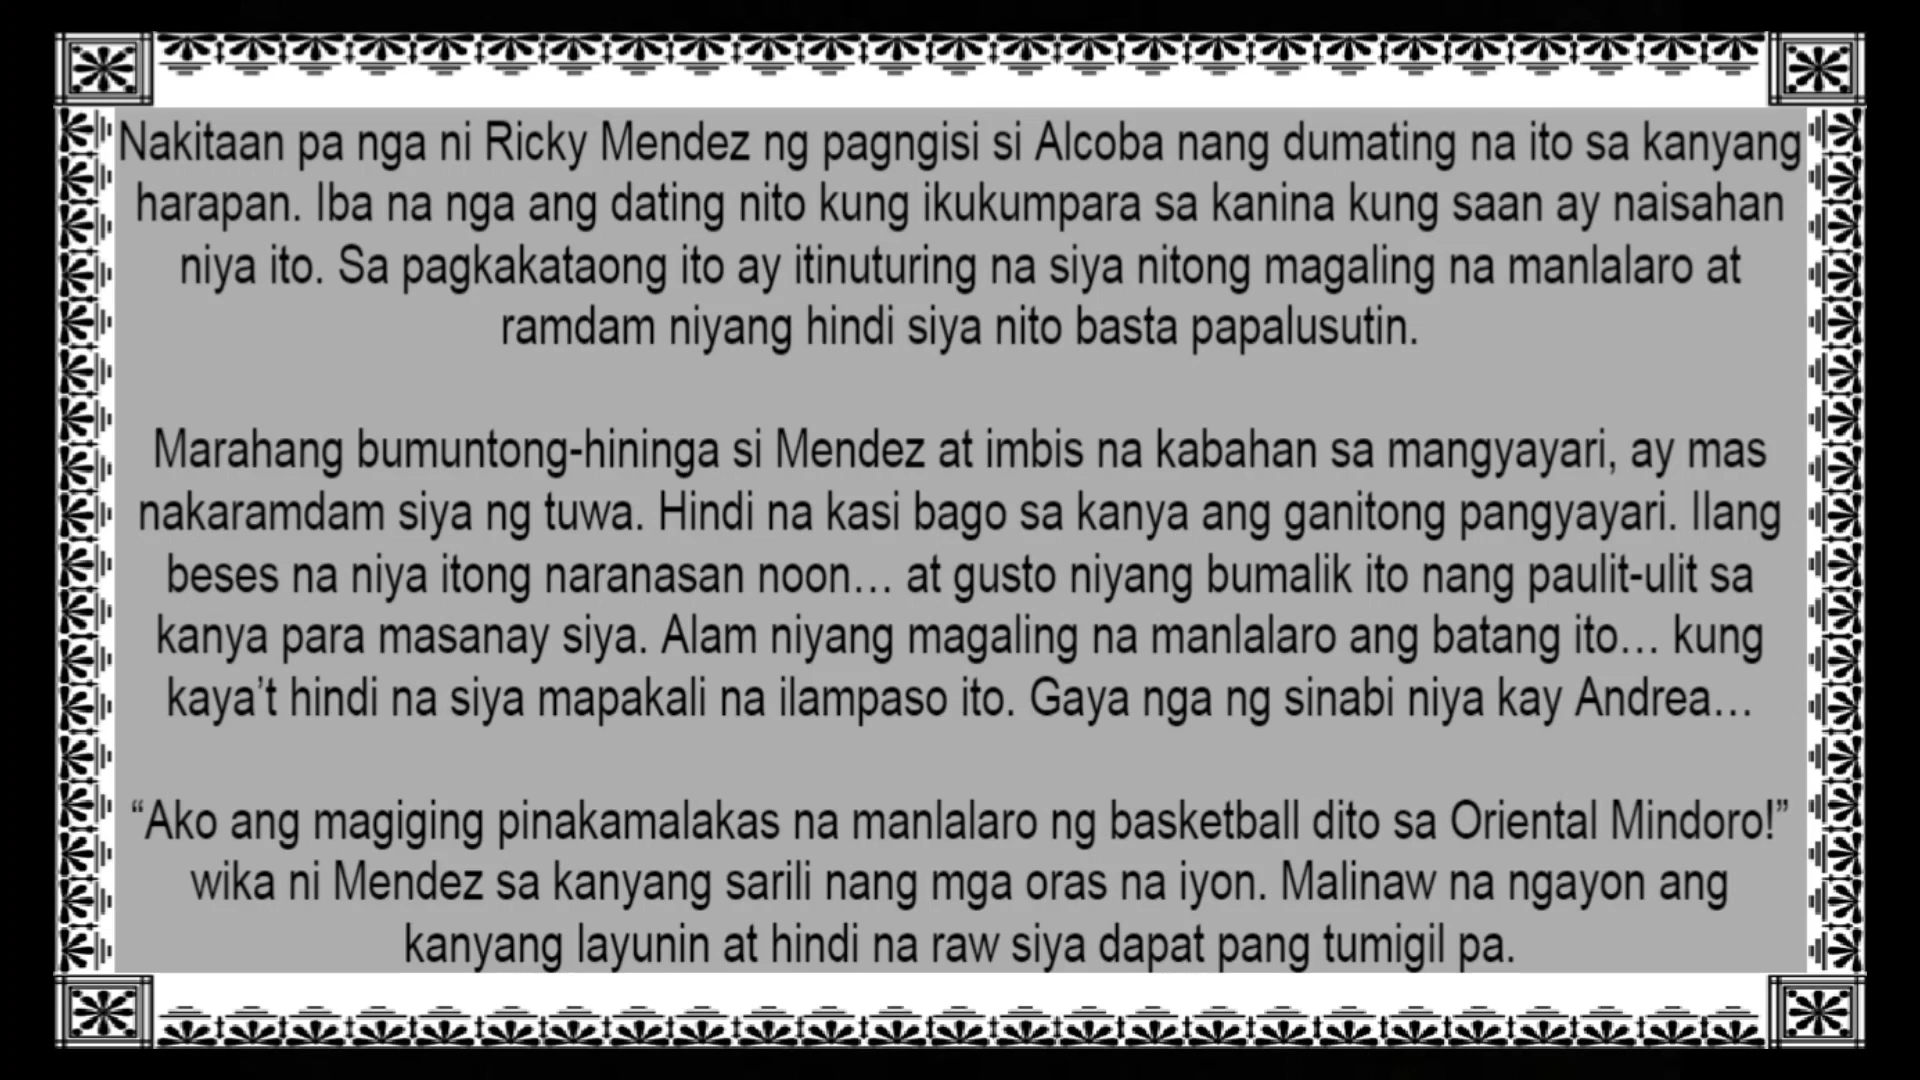 Nakitaan pa nga ni Ricky Mendez ng pagngisi si Alcoba nang dumating na ito sa kanyang
harapan. Iba na nga ang dating nito kung ikukumpara sa kanina kung saan ay naisahan
niya ito. Sa pagkakataong ito ay itinuturing na siya nitong magaling na manlalaro at
ramdam niyang hindi siya nito basta papalusutin.
Marahang bumuntong-hininga si Mendez at imbis na kabahan sa mangyayari, ay mas
nakaramdam siya ng tuwa. Hindi na kasi bago sa kanya ang ganitong pangyayari. Ilang
beses na niya itong naranasan noon… at gusto niyang bumalik ito nang paulit-ulit sa
kanya para masanay siya. Alam niyang magaling na manlalaro ang batang ito… kung
kaya’t hindi na siya mapakali na ilampaso ito. Gaya nga ng sinabi niya kay Andrea…
“Ako ang magiging pinakamalakas na manlalaro ng basketball dito sa Oriental Mindoro!”
wika ni Mendez sa kanyang sarili nang mga oras na iyon. Malinaw na ngayon ang
kanyang layunin at hindi na raw siya dapat pang tumigil pa.